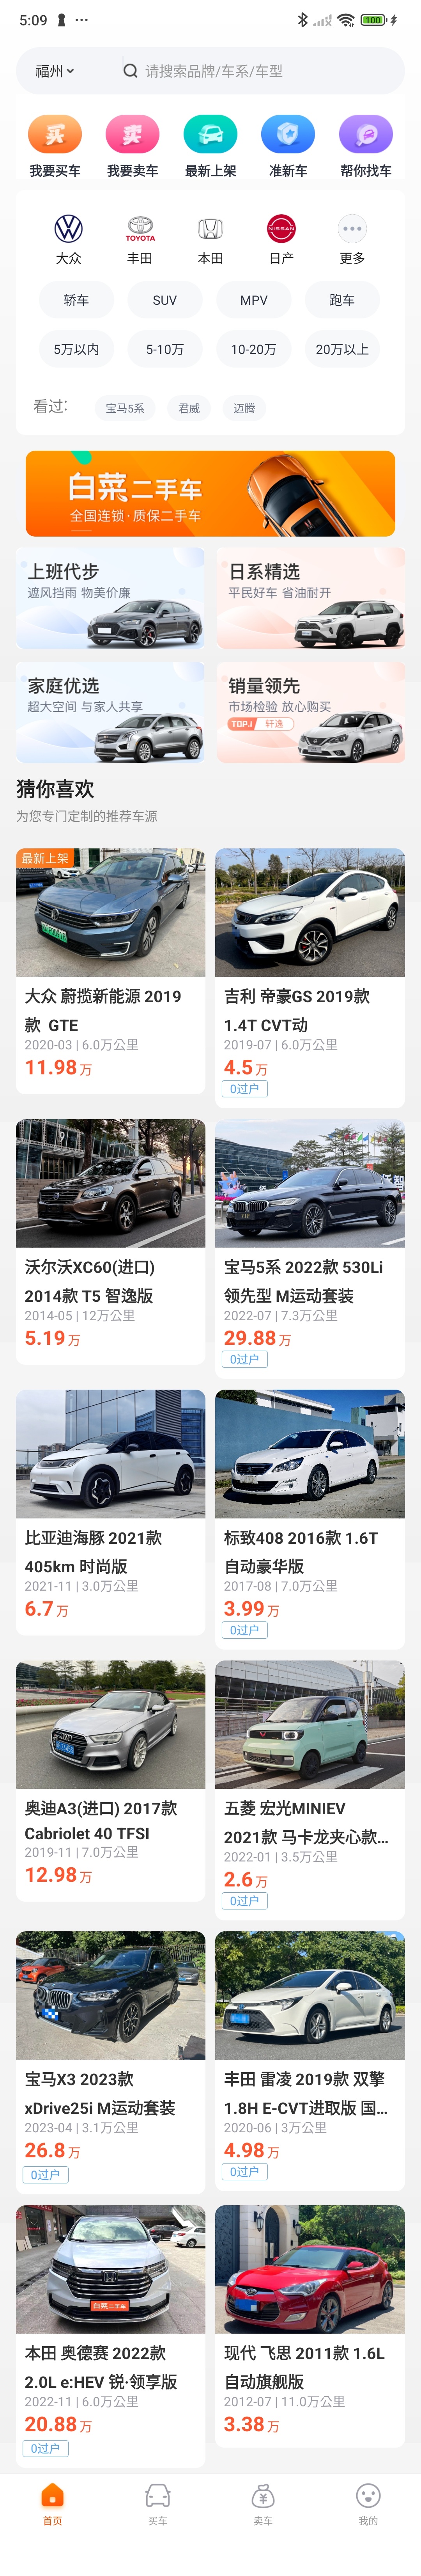 5:09
100
福州
请搜索品牌/车系/车型
买
卖
我要买车
我要卖车
最新上架
准新车
帮你找车
TOYOTA
NISSAN
大众
丰田
本田
日产
更多
轿车
SUV
MPV
跑车
5万以内
5-10万
10-20万
20万以上
看过:
宝马5系
君威
迈腾
白菜二手车
全国连锁·质保二手车
上班代步
遮风挡雨 物美价廉
日系精选
平民好车 省油耐开
家庭优选
超大空间 与家人共享
销量领先
市场检验 放心购买
TOP.1 轩逸
猜你喜欢
为您专门定制的推荐车源
最新上架
大众 蔚揽新能源 2019
款 GTE
2020-03 | 6.0万公里
11.98万
吉利 帝豪GS 2019款
1.4T CVT动
2019-07 | 6.0万公里
4.5万
0过户
沃尔沃XC60(进口)
2014款 T5 智逸版
2014-05 | 12万公里
5.19万
宝马5系 2022款 530Li
领先型 M运动套装
2022-07 | 7.3万公里
29.88万
0过户
比亚迪海豚 2021款
405km 时尚版
2021-11 | 3.0万公里
6.7万
标致408 2016款 1.6T
自动豪华版
2017-08 | 7.0万公里
3.99万
0过户
奥迪A3(进口) 2017款
Cabriolet 40 TFSI
2019-11 | 7.0万公里
12.98万
五菱 宏光MINIEV
2021款 马卡龙夹心款...
2022-01 | 3.5万公里
2.6万
0过户
宝马X3 2023款
xDrive25i M运动套装
2023-04 | 3.1万公里
26.8万
0过户
丰田 雷凌 2019款 双擎
1.8H E-CVT进取版 国...
2020-06 | 3万公里
4.98万
0过户
白菜二手车
本田 奥德赛 2022款
2.0L e:HEV 锐·领享版
2022-11 | 6.0万公里
20.88万
0过户
现代 飞思 2011款 1.6L
自动旗舰版
2012-07 | 11.0万公里
3.38万
首页
买车
卖车
我的